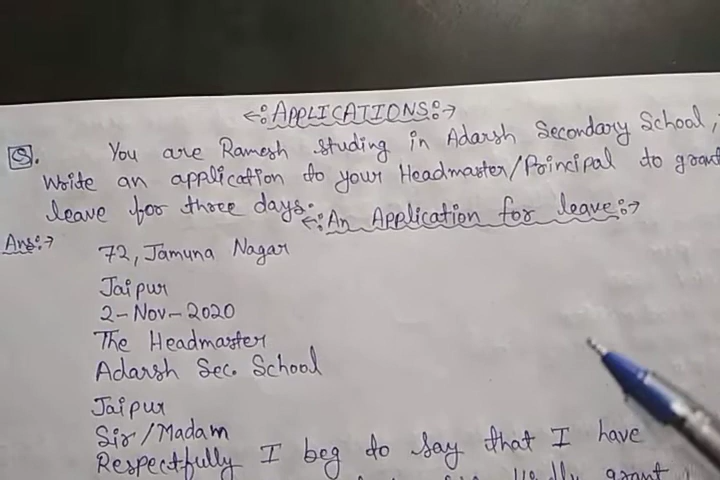 ←:APPLICATIONS:→
[S]. You are Ramesh studing in Adarsh Secondary School,
Write an application to your Headmaster/Principal to grant
leave for three days.
←:An Application for leave:→
Ans:→
72, Jamuna Nagar
Jaipur
2-Nov-2020
The Headmaster
Adarsh Sec. School
Jaipur
Sir/Madam
Respectfully I beg to say that I have
grant